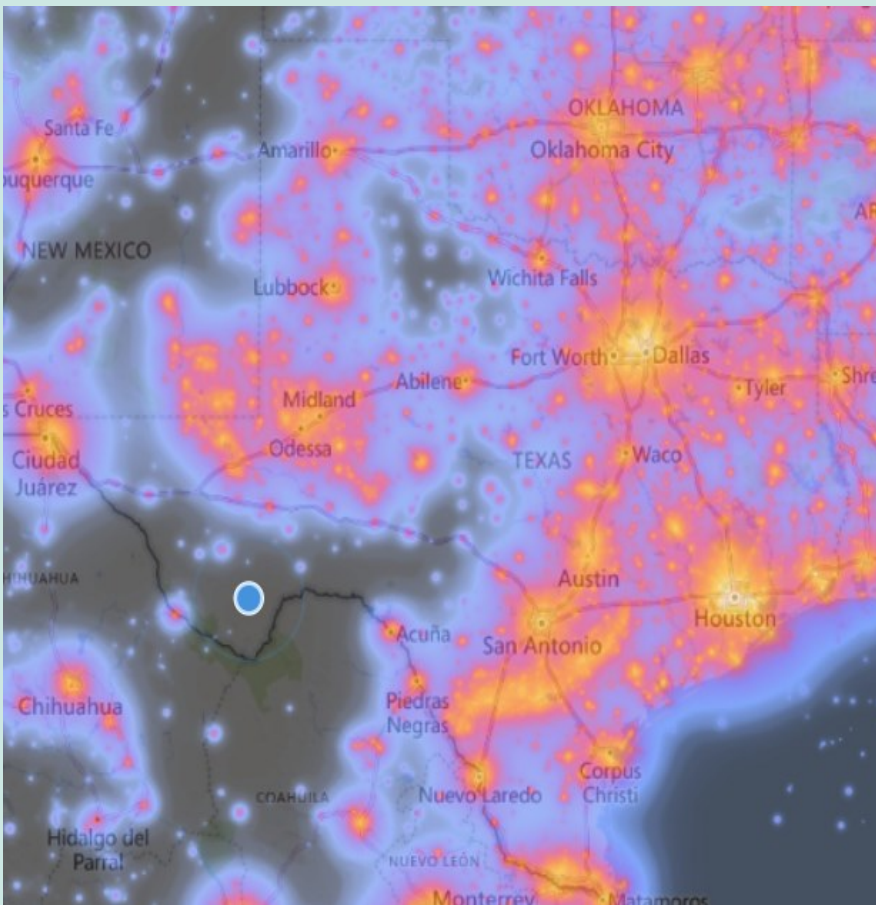 Santa Fe
OKLAHOMA
Amarillo
Oklahoma City
buquerque
AR
NEW MEXICO
Wichita Falls
Lubbock
Fort Worth
Dallas
Abilene
Shre
Tyler
Midland
s Cruces
Odessa
TEXAS
Waco
Ciudad
Juárez
HIHUAHUA
Austin
Houston
Acuña
San Antonio
Piedras
Negras
Chihuahua
Corpus
Christi
Nuevo Laredo
COAHUILA
Hidalgo del
Parral
NUEVO LEÓN
Monterrey
Matamoros